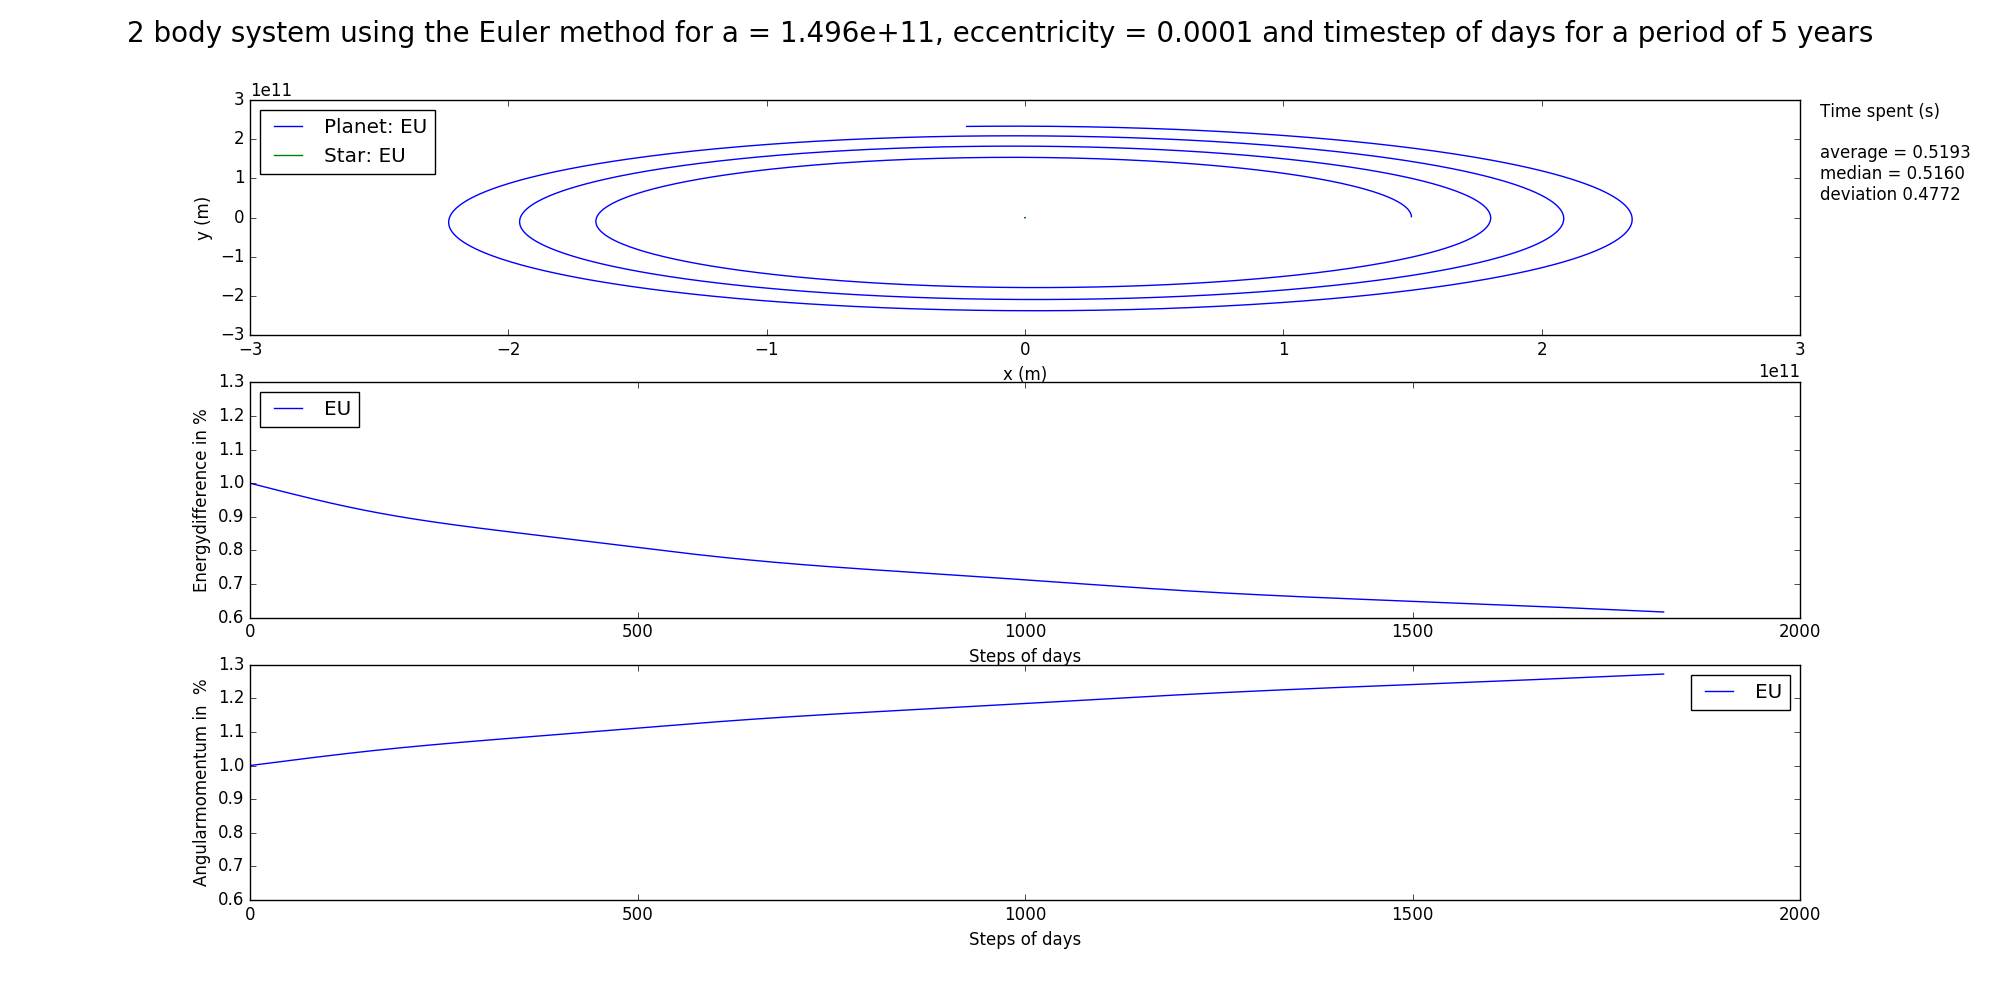 2 body system using the Euler method for a = 1.496e+11, eccentricity = 0.0001 and timestep of days for a period of 5 years
1e11
3
2
1
0
−1
−2
−3
y (m)
Planet: EU
Star: EU
−3 −2 −1 0 1 2 3
x (m)
1e11
Time spent (s)
average = 0.5193
median = 0.5160
deviation 0.4772
1.3
1.2
1.1
1.0
0.9
0.8
0.7
0.6
Energydifference in %
EU
0 500 1000 1500 2000
Steps of days
1.3
1.2
1.1
1.0
0.9
0.8
0.7
0.6
Angularmomentum in  %
EU
0 500 1000 1500 2000
Steps of days